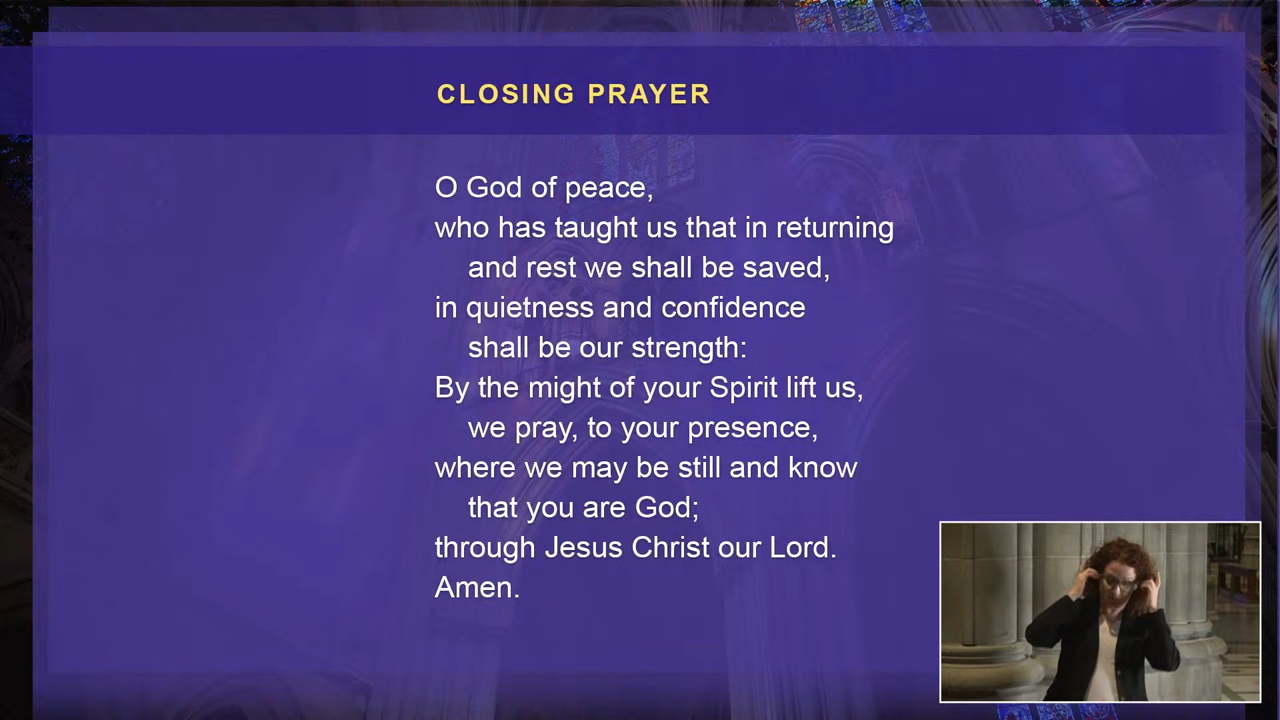 CLOSING PRAYER
O God of peace,
who has taught us that in returning
and rest we shall be saved,
in quietness and confidence
shall be our strength:
By the might of your Spirit lift us,
we pray, to your presence,
where we may be still and know
that you are God;
through Jesus Christ our Lord.
Amen.